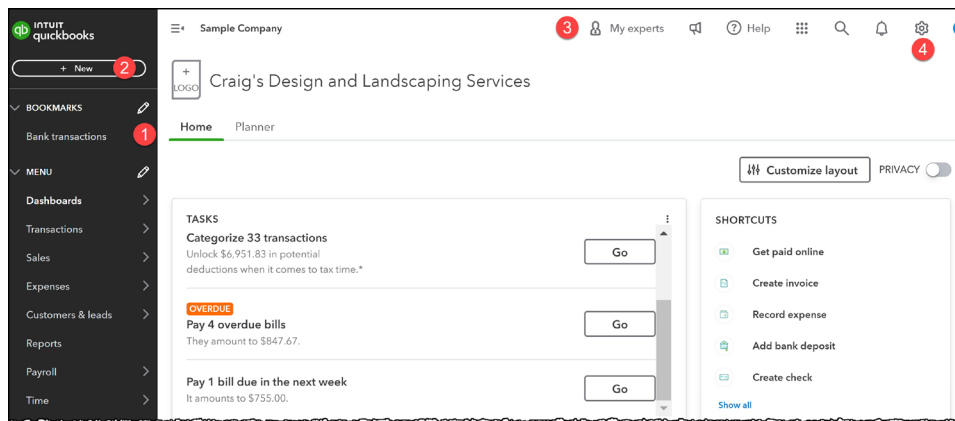 INTUIT
quickbooks
Sample Company
3
My experts
Help
4
+ New
2
+
LOGO
Craig's Design and Landscaping Services
BOOKMARKS
Bank transactions
1
Home
Planner
MENU
Customize layout
PRIVACY
Dashboards
Transactions
Sales
Expenses
Customers & leads
Reports
Payroll
Time
TASKS
Categorize 33 transactions
Unlock $6,951.83 in potential
deductions when it comes to tax time.*
Go
OVERDUE
Pay 4 overdue bills
They amount to $847.67.
Go
Pay 1 bill due in the next week
It amounts to $755.00.
Go
SHORTCUTS
Get paid online
Create invoice
Record expense
Add bank deposit
Create check
Show all